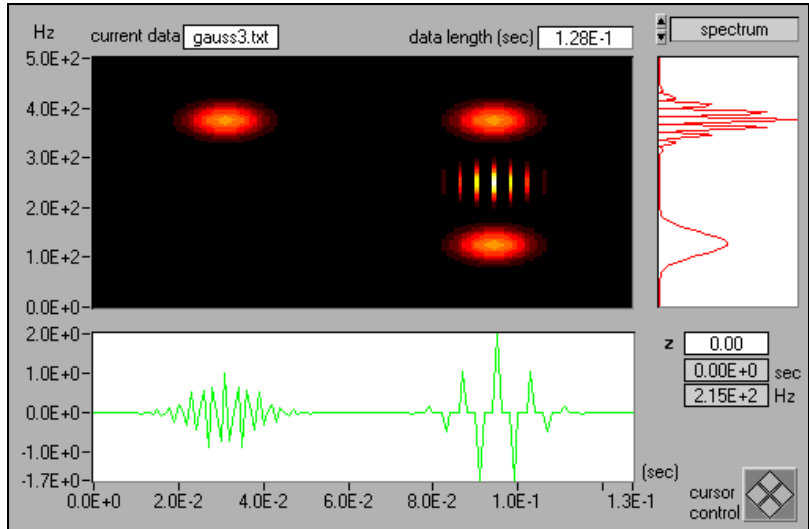 Hz current data gauss3.txt data length (sec) 1.28E-1 spectrum
5.0E+2
4.0E+2
3.0E+2
2.0E+2
1.0E+2
0.0E+0
2.0E+0
1.0E+0
0.0E+0
-1.0E+0
-1.7E+0
0.0E+0 2.0E-2 4.0E-2 6.0E-2 8.0E-2 1.0E-1 1.3E-1
(sec)
z 0.00
0.00E+0 sec
2.15E+2 Hz
cursor
control